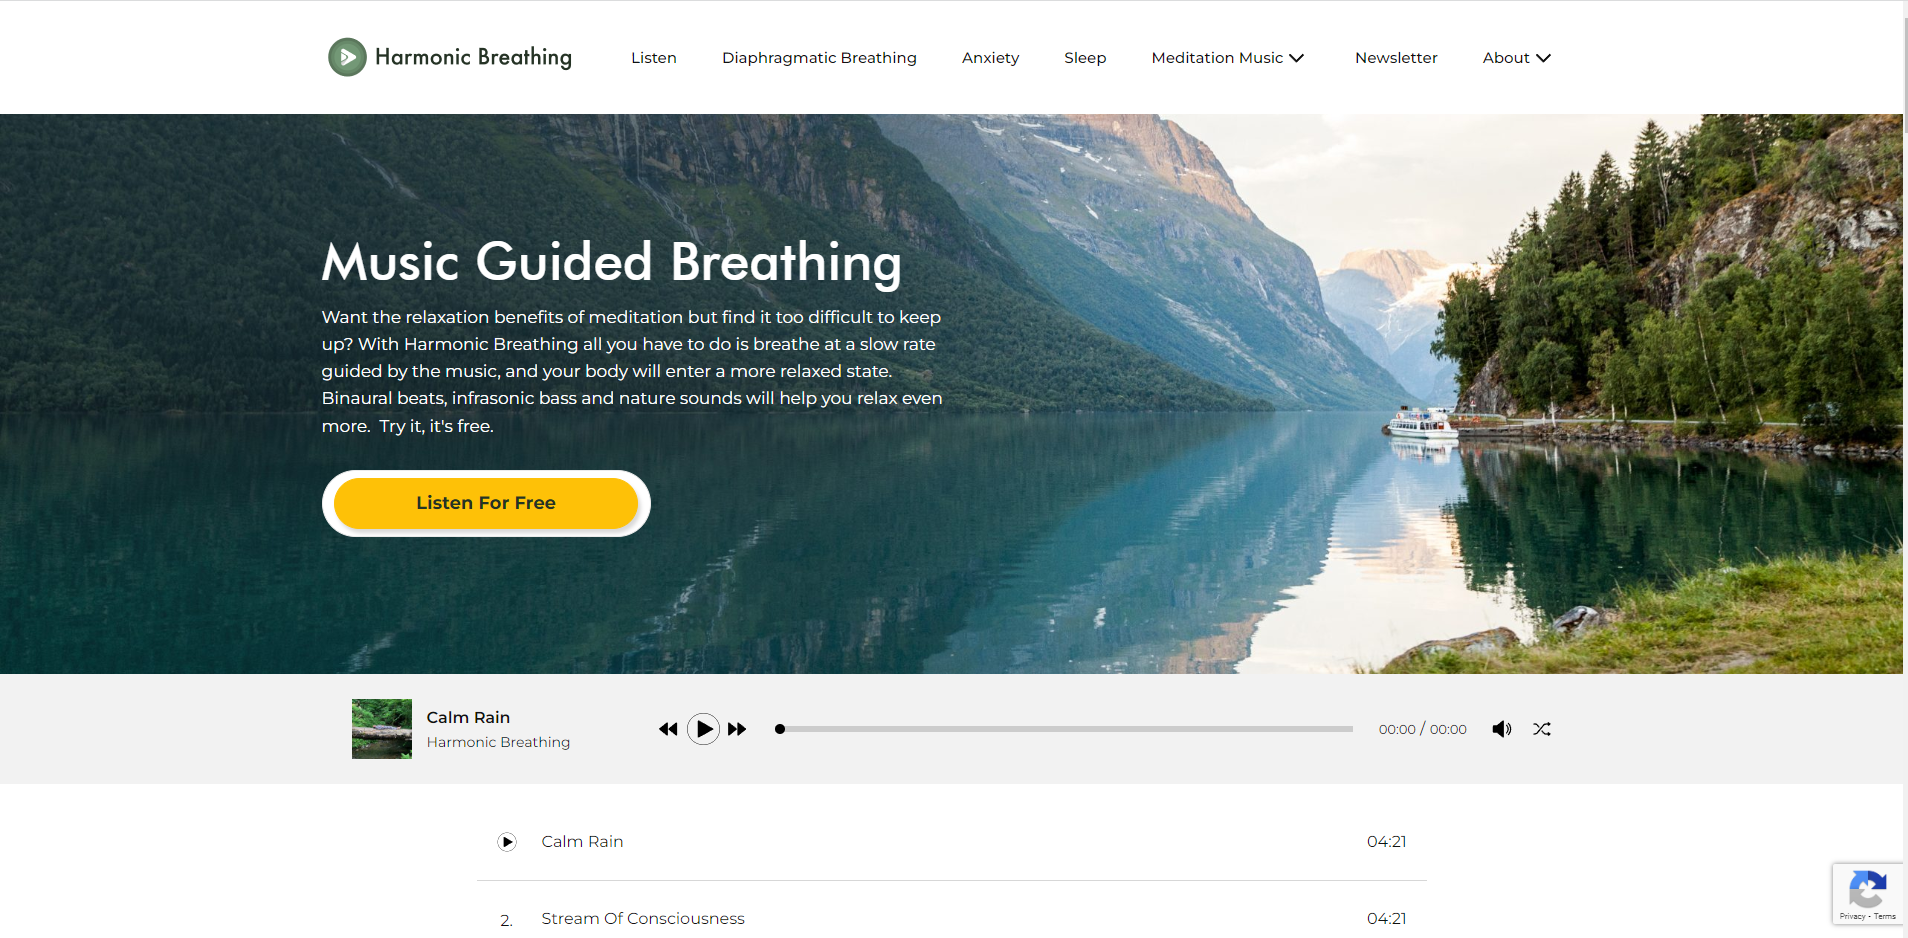 Harmonic Breathing
Listen
Diaphragmatic Breathing
Anxiety
Sleep
Meditation Music
Newsletter
About
Music Guided Breathing
Want the relaxation benefits of meditation but find it too difficult to keep
up? With Harmonic Breathing all you have to do is breathe at a slow rate
guided by the music, and your body will enter a more relaxed state.
Binaural beats, infrasonic bass and nature sounds will help you relax even
more.  Try it, it's free.
Listen For Free
Calm Rain
Harmonic Breathing
00:00 / 00:00
Calm Rain
04:21
2.
Stream Of Consciousness
04:21
Privacy - Terms